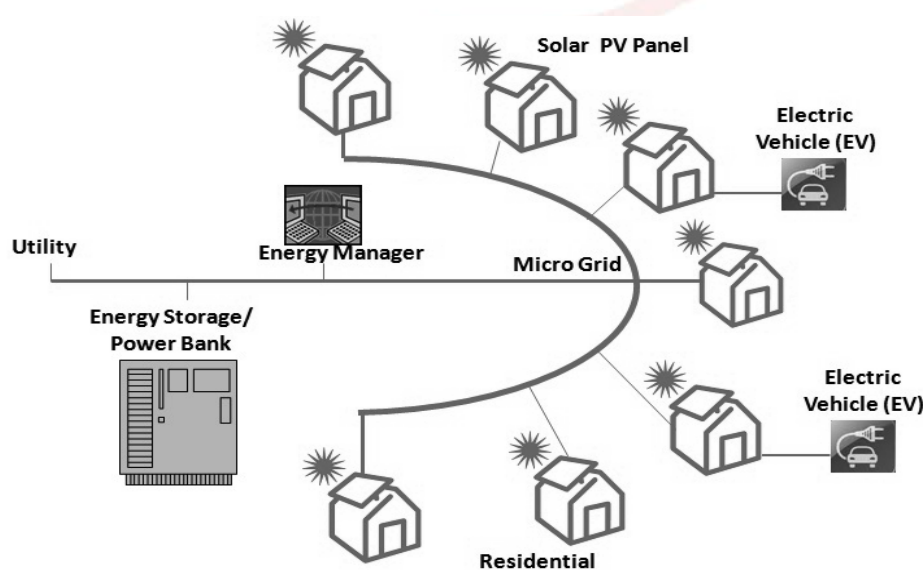 Solar PV Panel
Electric
Vehicle (EV)
Utility
Energy Manager
Micro Grid
Energy Storage/
Power Bank
Electric
Vehicle (EV)
Residential